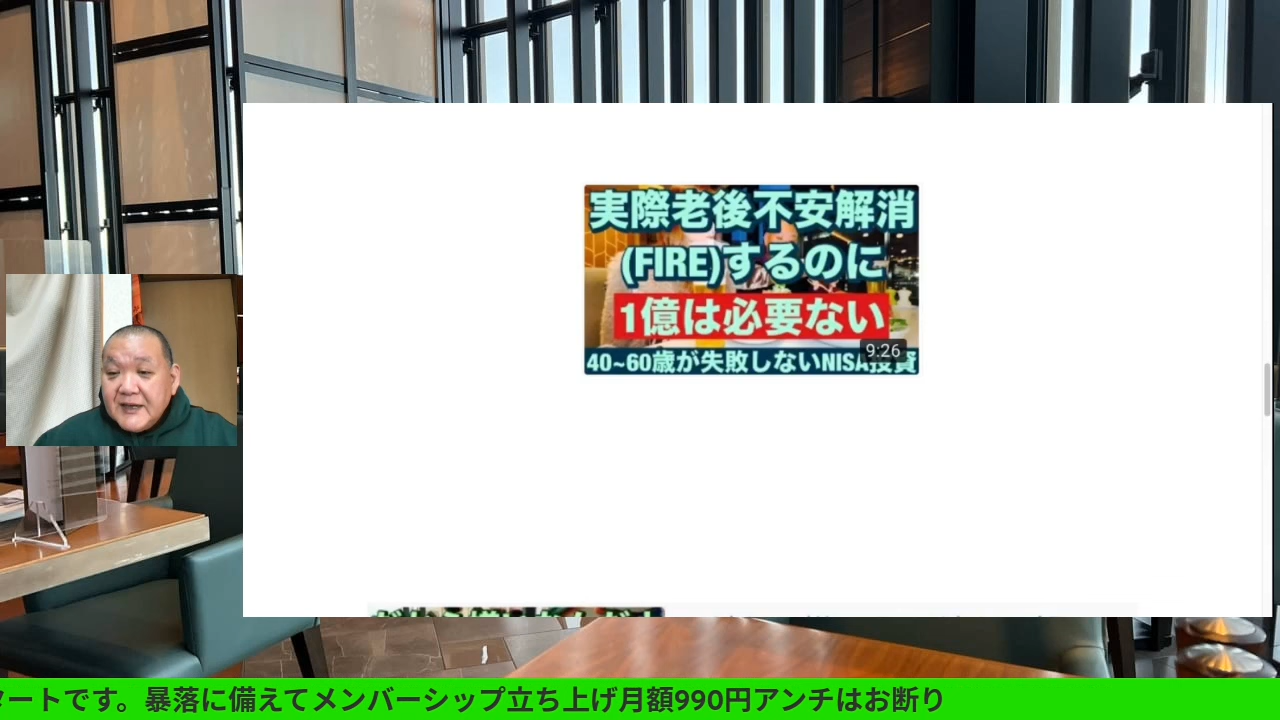 実際老後不安解消
(FIRE)するのに
1億は必要ない
9:26
40~60歳が失敗しないNISA投資
タートです。暴落に備えてメンバーシップ立ち上げ月額990円アンチはお断り